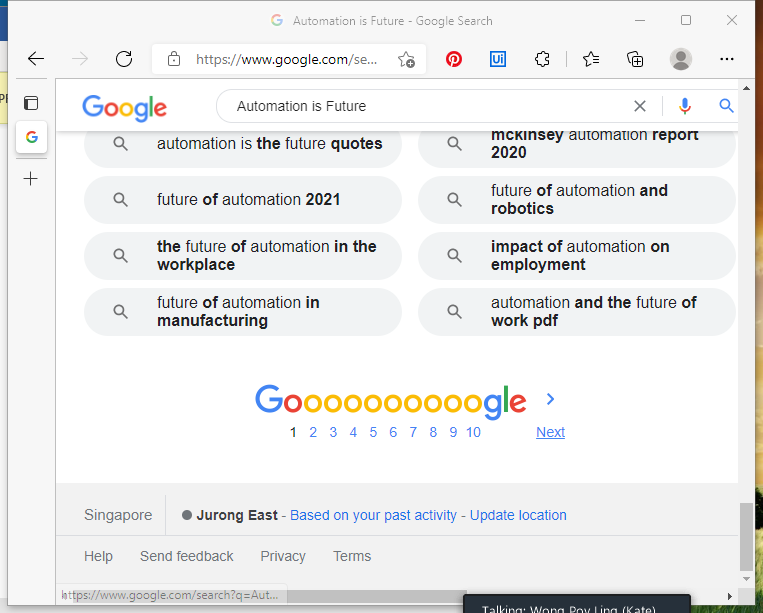 Automation is Future - Google Search
https://www.google.com/se...
Ui
Google
Automation is Future
automation is the future quotes
mckinsey automation report
2020
future of automation 2021
future of automation and
robotics
the future of automation in the
workplace
impact of automation on
employment
future of automation in
manufacturing
automation and the future of
work pdf
Goooooooooogle
1 2 3 4 5 6 7 8 9 10 Next
Singapore
Jurong East - Based on your past activity - Update location
Help Send feedback Privacy Terms
https://www.google.com/search?q=Aut...
Talking: Wong Poy Ling (Kate)